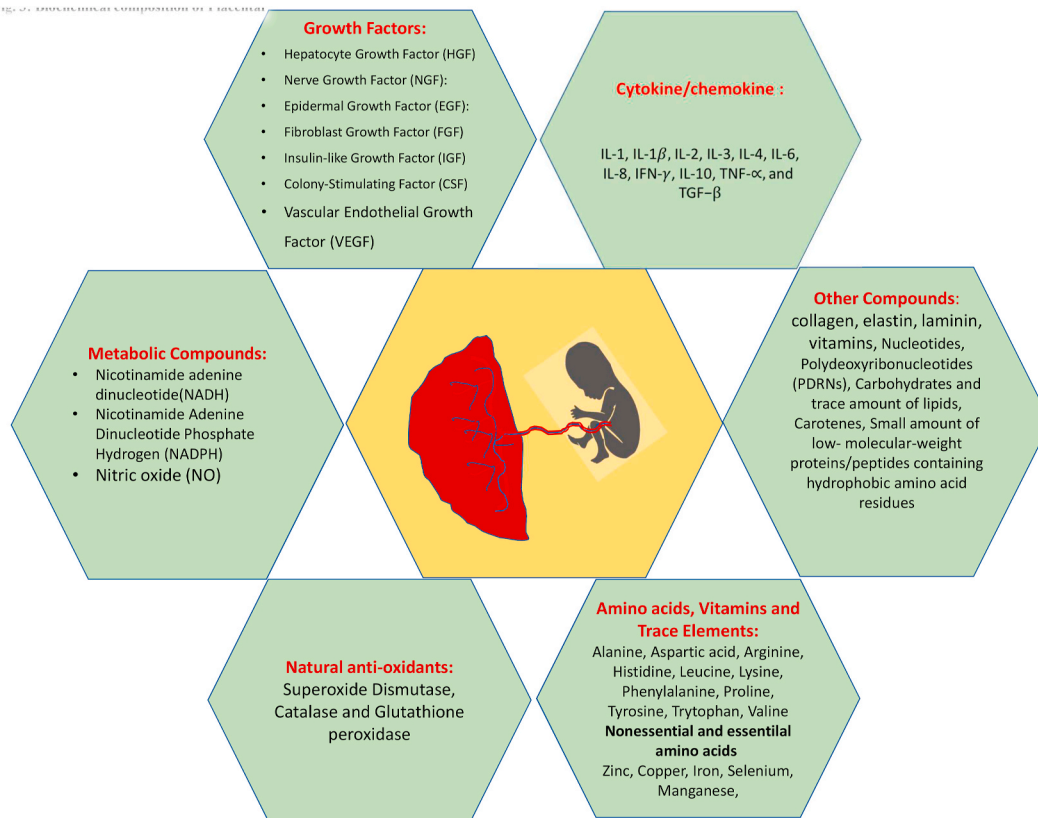 Fig. 5. Biochemical composition of Placental
Growth Factors:
• Hepatocyte Growth Factor (HGF)
• Nerve Growth Factor (NGF):
• Epidermal Growth Factor (EGF):
• Fibroblast Growth Factor (FGF)
• Insulin-like Growth Factor (IGF)
• Colony-Stimulating Factor (CSF)
• Vascular Endothelial Growth
Factor (VEGF)
Cytokine/chemokine :
IL-1, IL-1β, IL-2, IL-3, IL-4, IL-6,
IL-8, IFN-γ, IL-10, TNF-∝, and
TGF−β
Metabolic Compounds:
• Nicotinamide adenine
dinucleotide(NADH)
• Nicotinamide Adenine
Dinucleotide Phosphate
Hydrogen (NADPH)
• Nitric oxide (NO)
Other Compounds:
collagen, elastin, laminin,
vitamins, Nucleotides,
Polydeoxyribonucleotides
(PDRNs), Carbohydrates and
trace amount of lipids,
Carotenes, Small amount of
low- molecular-weight
proteins/peptides containing
hydrophobic amino acid
residues
Natural anti-oxidants:
Superoxide Dismutase,
Catalase and Glutathione
peroxidase
Amino acids, Vitamins and
Trace Elements:
Alanine, Aspartic acid, Arginine,
Histidine, Leucine, Lysine,
Phenylalanine, Proline,
Tyrosine, Trytophan, Valine
Nonessential and essentilal
amino acids
Zinc, Copper, Iron, Selenium,
Manganese,